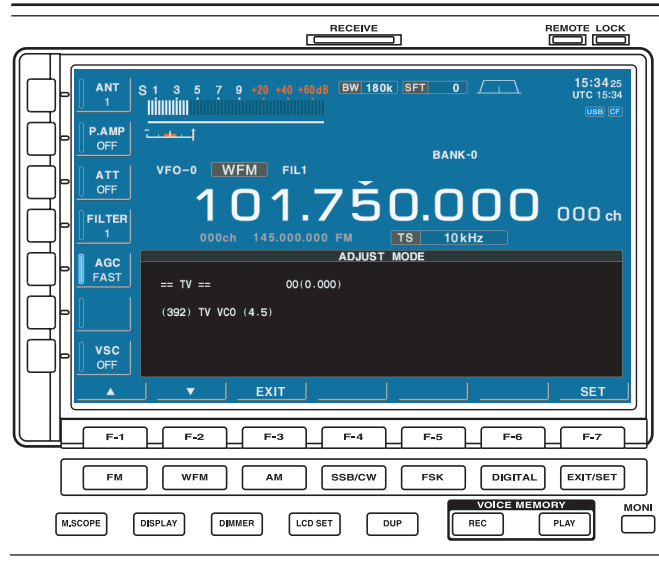 RECEIVE
REMOTE LOCK
ANT
1
S 1 3 5 7 9 +20 +40 +60dB
BW 180k SFT 0
15:34 25
UTC 15:34
USB CF
P.AMP
OFF
BANK-0
ATT
OFF
VFO-0 WFM FIL1
101.750.000 000 ch
FILTER
1
000ch 145.000.000 FM TS 10kHz
ADJUST MODE
AGC
FAST
== TV == 00(0.000)
(392) TV VCO (4.5)
VSC
OFF
▲ ▼ EXIT SET
F-1 F-2 F-3 F-4 F-5 F-6 F-7
FM WFM AM SSB/CW FSK DIGITAL EXIT/SET
VOICE MEMORY
MONI
M.SCOPE DISPLAY DIMMER LCD SET DUP REC PLAY